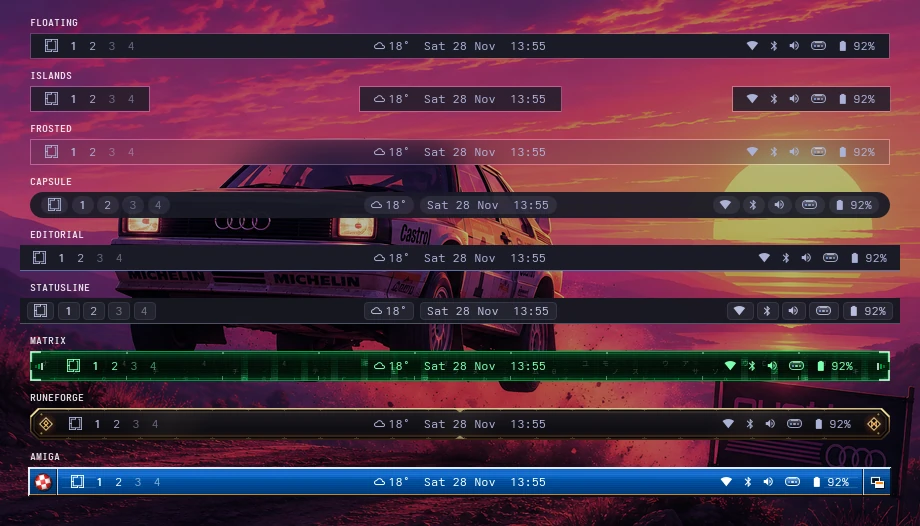 FLOATING
1 2 3 4 18° Sat 28 Nov 13:55 92%
ISLANDS
1 2 3 4 18° Sat 28 Nov 13:55 92%
FROSTED
1 2 3 4 18° Sat 28 Nov 13:55 92%
CAPSULE
1 2 3 4 18° Sat 28 Nov 13:55 92%
Castrol
EDITORIAL
1 2 3 4 18° Sat 28 Nov 13:55 92%
MICHELIN MICHELIN
STATUSLINE
1 2 3 4 18° Sat 28 Nov 13:55 92%
MATRIX
1 2 3 4 18° Sat 28 Nov 13:55 92%
RUNEFORGE
1 2 3 4 18° Sat 28 Nov 13:55 92%
AMIGA
1 2 3 4 18° Sat 28 Nov 13:55 92%